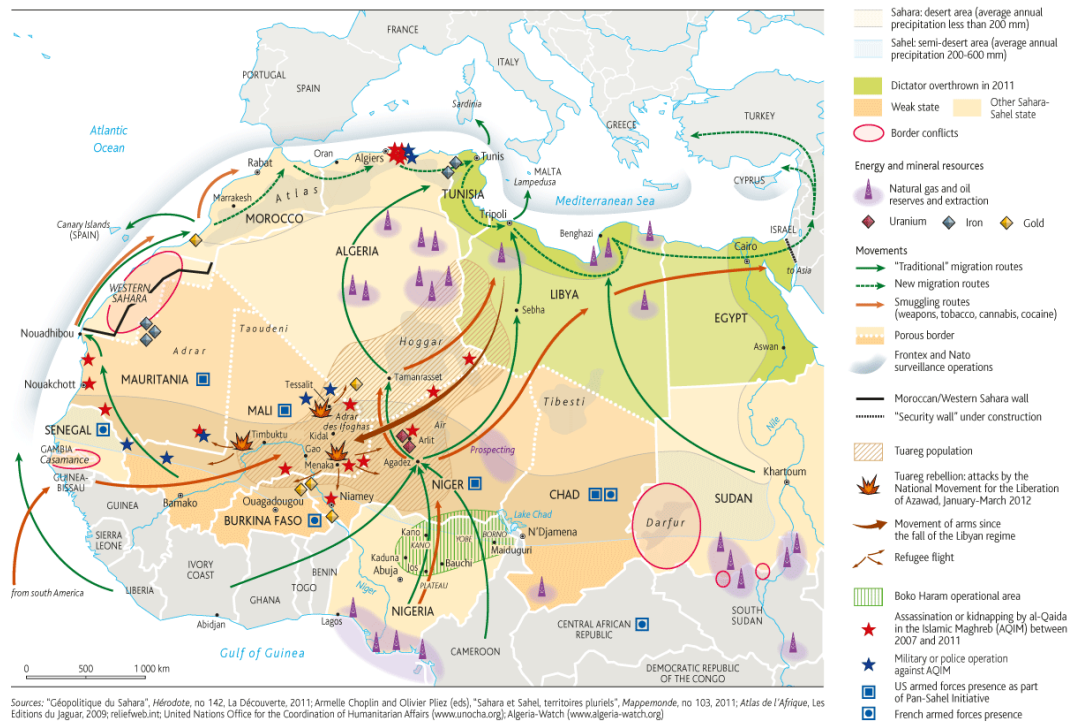 FRANCE
ITALY
PORTUGAL
SPAIN
Sardinia
GREECE
TURKEY
Atlantic
Ocean
Oran
Algiers
Tunis
MALTA
Lampedusa
CYPRUS
Rabat
Atlas
Marrakesh
MOROCCO
TUNISIA
Tripoli
Mediterranean Sea
Canary Islands
(SPAIN)
Benghazi
Cairo
ISRAEL
to Asia
ALGERIA
WESTERN
SAHARA
LIBYA
EGYPT
Sebha
Nouadhibou
Taoudeni
Hoggar
Aswan
Adrar
Tamanrasset
Nouakchott
MAURITANIA
Tessalit
Tibesti
MALI
Adrar
des Ifoghas
Aïr
Nile
SENEGAL
Timbuktu
Kidal
Arlit
GAMBIA
Casamance
Gao
Menaka
Agadez
Prospecting
Khartoum
GUINEA-
BISSAU
Bamako
Ouagadougou
Niamey
NIGER
CHAD
SUDAN
GUINEA
BURKINA FASO
Lake Chad
Darfur
SIERRA
LEONE
Kano
KANO
YOBE
BORNO
N'Djamena
Maiduguri
IVORY
COAST
BENIN
Kaduna
Jos
Bauchi
TOGO
Abuja
PLATEAU
from south America
LIBERIA
GHANA
Niger
NIGERIA
SOUTH
SUDAN
Abidjan
Lagos
CENTRAL AFRICAN
REPUBLIC
Gulf of Guinea
CAMEROON
DEMOCRATIC REPUBLIC
OF THE CONGO
0 500 1 000 km
Sahara: desert area (average annual
precipitation less than 200 mm)
Sahel: semi-desert area (average annual
precipitation 200-600 mm)
Dictator overthrown in 2011
Weak state
Other Sahara-
Sahel state
Border conflicts
Energy and mineral resources
Natural gas and oil
reserves and extraction
Uranium Iron Gold
Movements
"Traditional" migration routes
New migration routes
Smuggling routes
(weapons, tobacco, cannabis, cocaine)
Porous border
Frontex and Nato
surveillance operations
Moroccan/Western Sahara wall
"Security wall" under construction
Tuareg population
Tuareg rebellion: attacks by the
National Movement for the Liberation
of Azawad, January-March 2012
Movement of arms since
the fall of the Libyan regime
Refugee flight
Boko Haram operational area
Assassination or kidnapping by al-Qaida
in the Islamic Maghreb (AQIM) between
2007 and 2011
Military or police operation
against AQIM
US armed forces presence as part
of Pan-Sahel Initiative
French armed forces presence
Sources: "Géopolitique du Sahara", Hérodote, no 142, La Découverte, 2011; Armelle Choplin et Olivier Pliez (eds), "Sahara et Sahel, territoires pluriels", Mappemonde, no 103, 2011; Atlas de l'Afrique, Les
Editions du Jaguar, 2009; reliefweb.int; United Nations Office for the Coordination of Humanitarian Affairs (www.unocha.org); Algeria-Watch (www.algeria-watch.org)